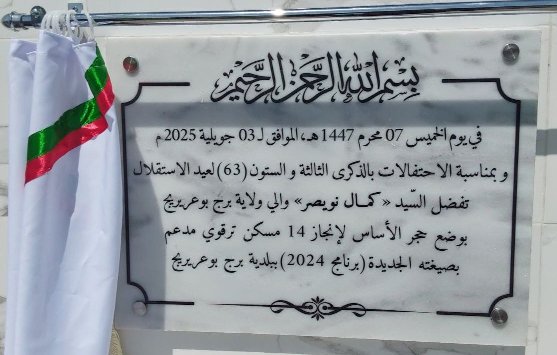 بسم الله الرحمن الرحيم
في يوم الخميس 07 محرم 1447 هـ، الموافق لـ 03 جويلية 2025م
و بمناسبة الاحتفالات بالذكرى الثالثة و الستون (63) لعيد الاستقلال
تفضل السّيد « كمال نويصر» والي ولاية برج بوعريريج
بوضع حجر الأساس لإنجاز 14 مسكن ترقوي مدعم
بصيغته الجديدة (برنامج 2024) ببلدية برج بوعريريج